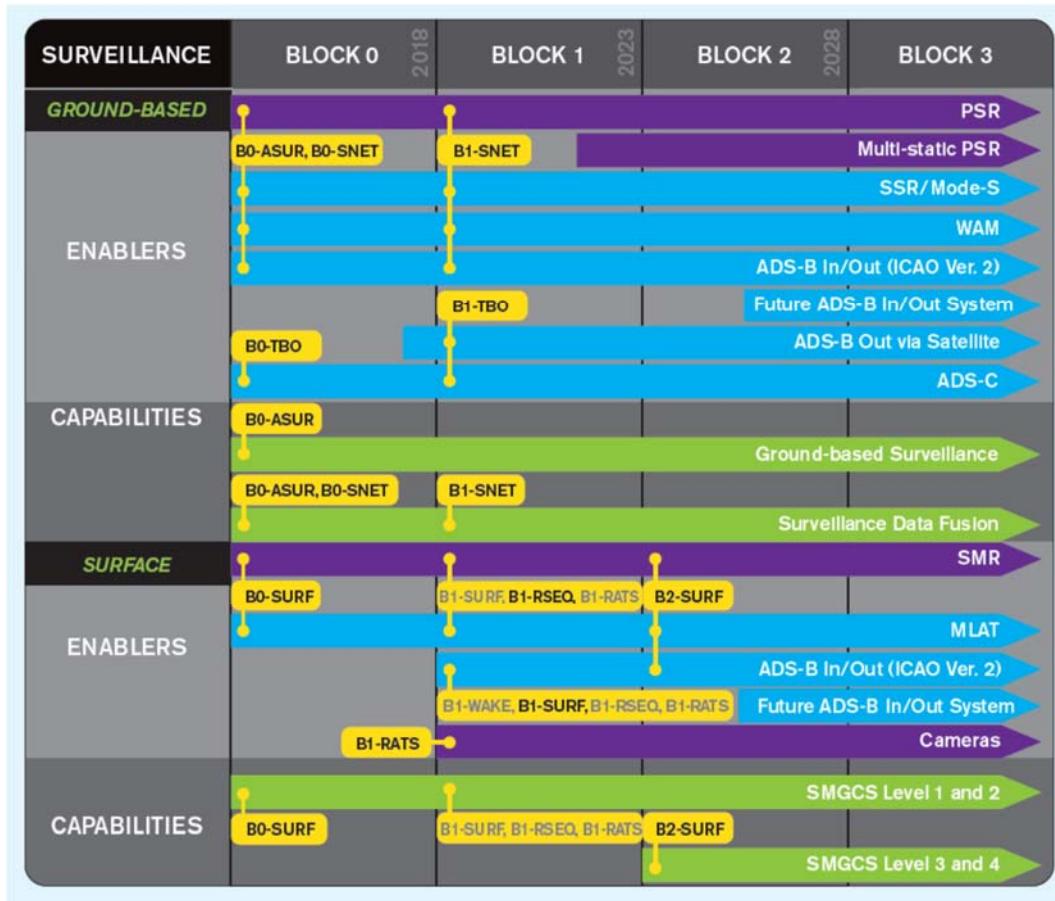 SURVEILLANCE BLOCK 0 2018 BLOCK 1 2023 BLOCK 2 2028 BLOCK 3
GROUND-BASED PSR
B0-ASUR, B0-SNET B1-SNET Multi-static PSR
SSR/Mode-S
WAM
ENABLERS
ADS-B In/Out (ICAO Ver. 2)
B1-TBO Future ADS-B In/Out System
B0-TBO ADS-B Out via Satellite
ADS-C
CAPABILITIES B0-ASUR
Ground-based Surveillance
B0-ASUR, B0-SNET B1-SNET
Surveillance Data Fusion
SURFACE SMR
B0-SURF B1-SURF, B1-RSEQ, B1-RATS B2-SURF
MLAT
ENABLERS
ADS-B In/Out (ICAO Ver. 2)
B1-WAKE, B1-SURF, B1-RSEQ, B1-RATS Future ADS-B In/Out System
B1-RATS Cameras
SMGCS Level 1 and 2
CAPABILITIES B0-SURF B1-SURF, B1-RSEQ, B1-RATS B2-SURF
SMGCS Level 3 and 4